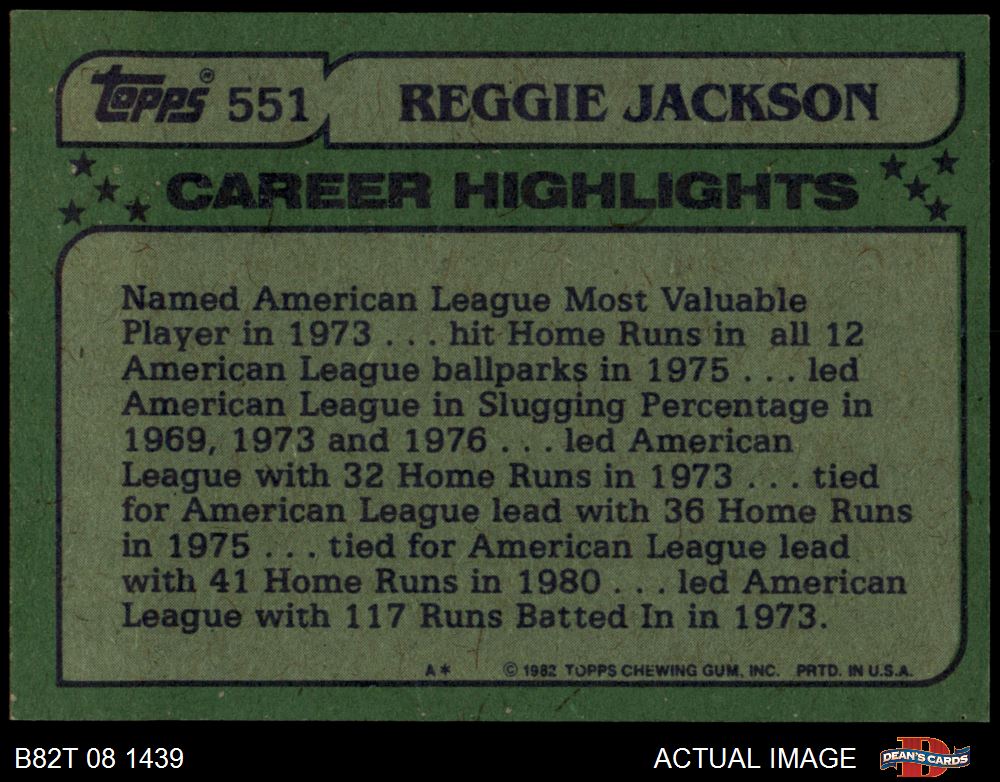 Topps 551 REGGIE JACKSON
CAREER HIGHLIGHTS
Named American League Most Valuable
Player in 1973 . . . hit Home Runs in all 12
American League ballparks in 1975 . . . led
American League in Slugging Percentage in
1969, 1973 and 1976 . . . led American
League with 32 Home Runs in 1973 . . . tied
for American League lead with 36 Home Runs
in 1975 . . . tied for American League lead
with 41 Home Runs in 1980 . . . led American
League with 117 Runs Batted In in 1973.
A* © 1982 TOPPS CHEWING GUM, INC. PRTD. IN U.S.A.
B82T 08 1439 ACTUAL IMAGE DEAN'S CARDS